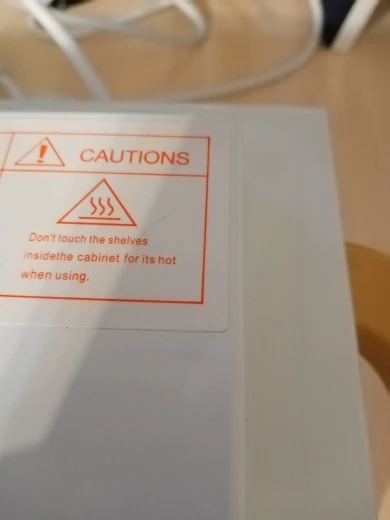 CAUTIONS
Don't touch the shelves
insidethe cabinet for its hot
when using.